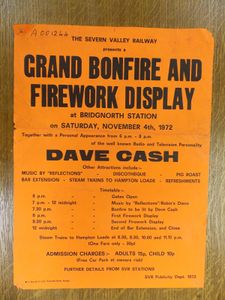 A001244
THE SEVERN VALLEY RAILWAY
presents a
GRAND BONFIRE AND
FIREWORK DISPLAY
at BRIDGNORTH STATION
on SATURDAY, NOVEMBER 4th, 1972
Together with a Personal Appearance from 6 p.m. - 8 p.m.
of the well known Radio and Television Personality
DAVE CASH
Other Attractions include:-
MUSIC BY "REFLECTIONS" DISCOTHEQUE - PIG ROAST
BAR EXTENSION - STEAM TRAINS TO HAMPTON LOADE - REFRESHMENTS
Timetable:-
6 p.m. Gates Open
7 p.m. - 12 midnight Music by "Reflections"/Robin's Disco
7.30 p.m. Bonfire to be lit by Dave Cash
8 p.m. First Firework Display
9.30 p.m. Second Firework Display
12 midnight End of Bar Extension, and Close
Steam Trains to Hampton Loade at 6.30, 8.30, 10.00 and 11.10 p.m.
(One Fare only - 20p)
ADMISSION CHARGES :- ADULTS 15p, CHILD 10p
(Free Car Park at owners risk)
FURTHER DETAILS FROM SVR STATIONS
SVR Publicity Dept. 1972